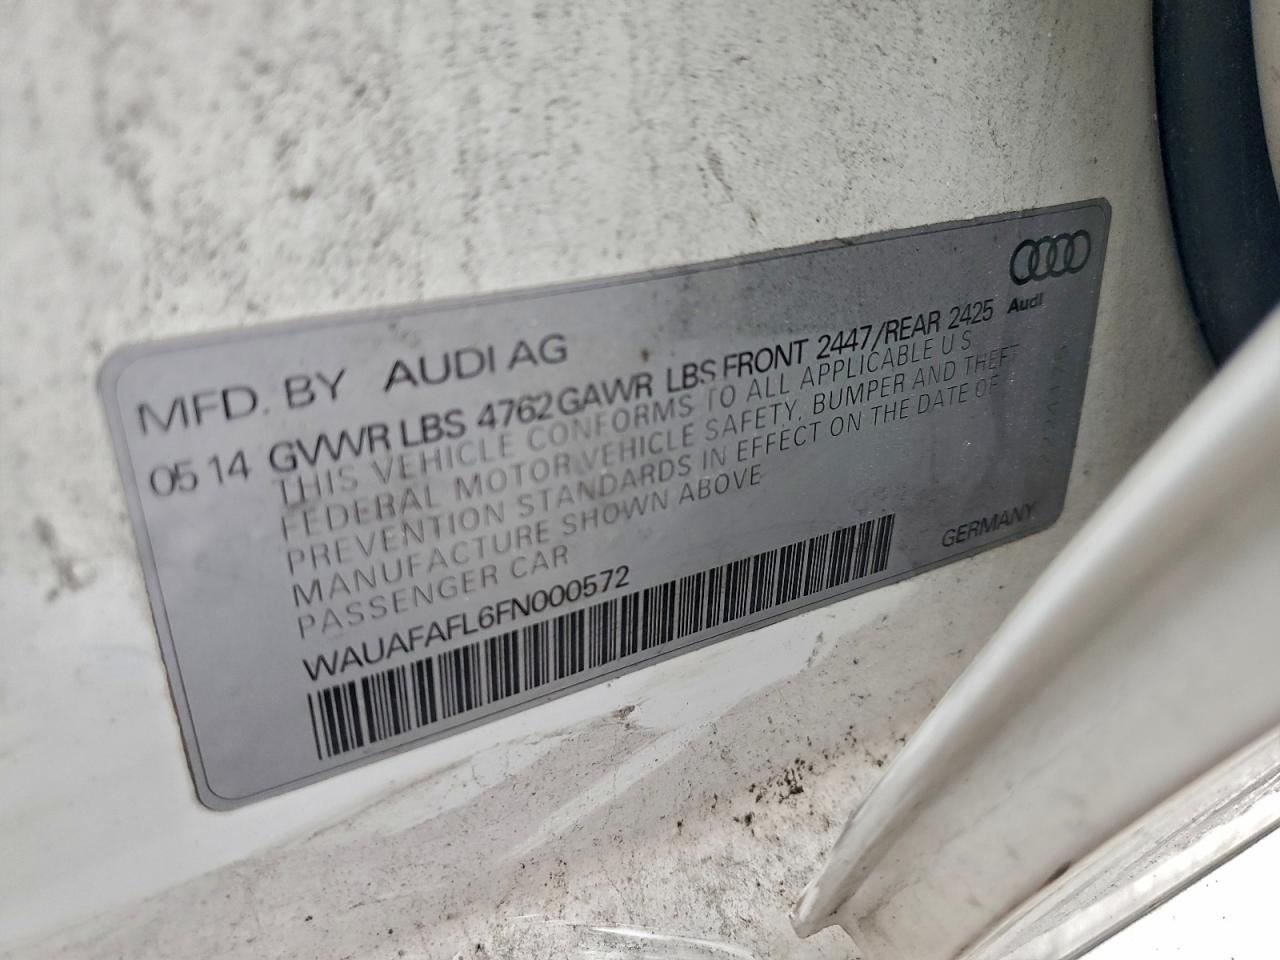 Audi
MFD. BY AUDI AG
05 14 GVWR LBS 4762 GAWR LBS FRONT 2447/REAR 2425
THIS VEHICLE CONFORMS TO ALL APPLICABLE U S
FEDERAL MOTOR VEHICLE SAFETY, BUMPER AND THEFT
PREVENTION STANDARDS IN EFFECT ON THE DATE OF
MANUFACTURE SHOWN ABOVE
PASSENGER CAR
WAUAFAFL6FN000572
GERMANY